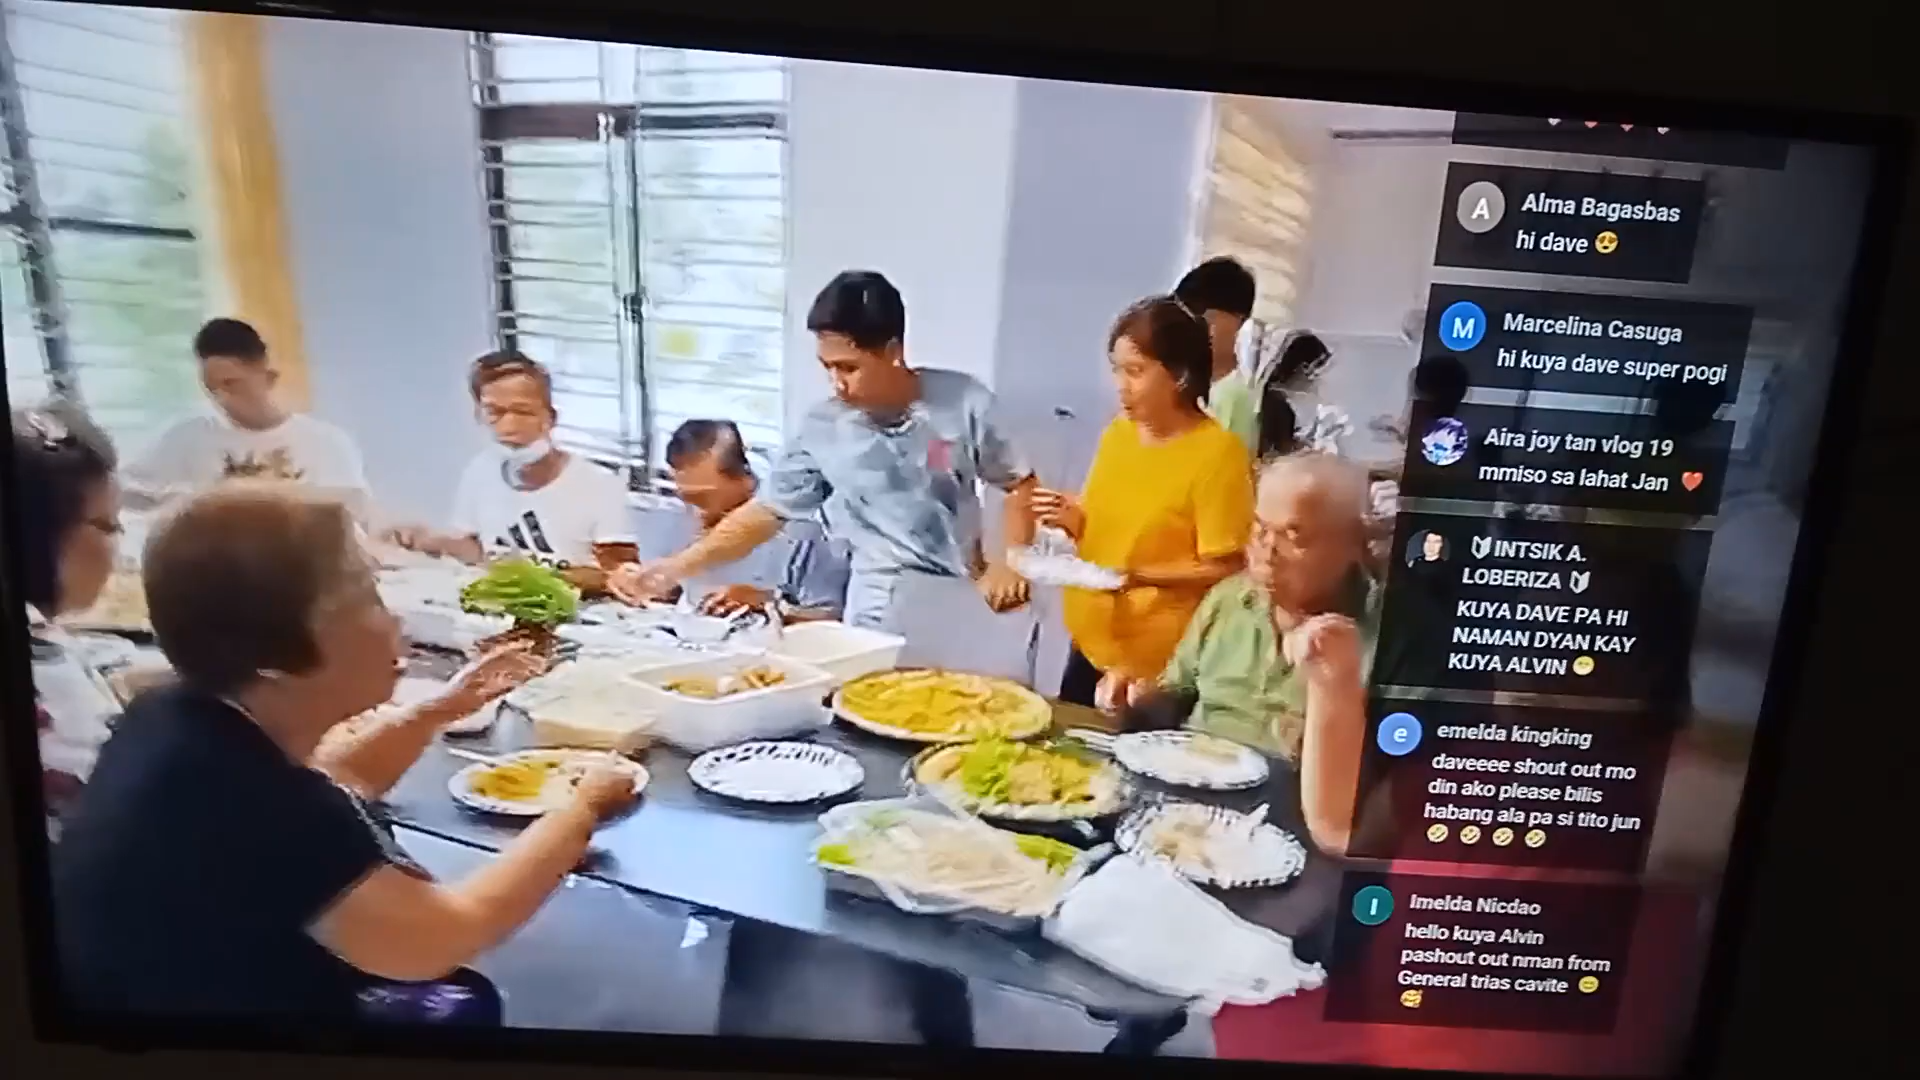 A
Alma Bagasbas
hi dave 😍
M
Marcelina Casuga
hi kuya dave super pogi
Aira joy tan vlog 19
mmiso sa lahat Jan ❤️
🔰INTSIK A.
LOBERIZA 🔰
KUYA DAVE PA HI
NAMAN DYAN KAY
KUYA ALVIN 😁
e
emelda kingking
daveeee shout out mo
din ako please bilis
habang ala pa si tito jun
🤣 🤣 🤣 🤣
I
Imelda Nicdao
hello kuya Alvin
pashout out nman from
General trias cavite 😊
🥰